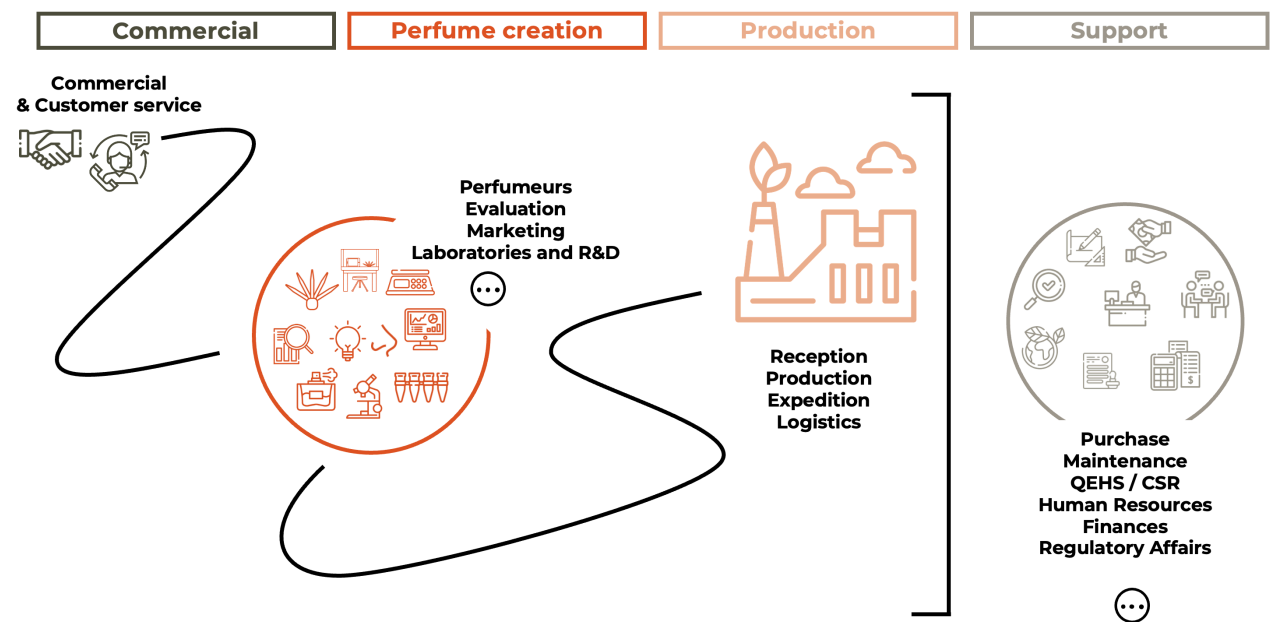 Commercial
Perfume creation
Production
Support
Commercial
& Customer service
Perfumeurs
Evaluation
Marketing
Laboratories and R&D
Reception
Production
Expedition
Logistics
Purchase
Maintenance
QEHS / CSR
Human Resources
Finances
Regulatory Affairs